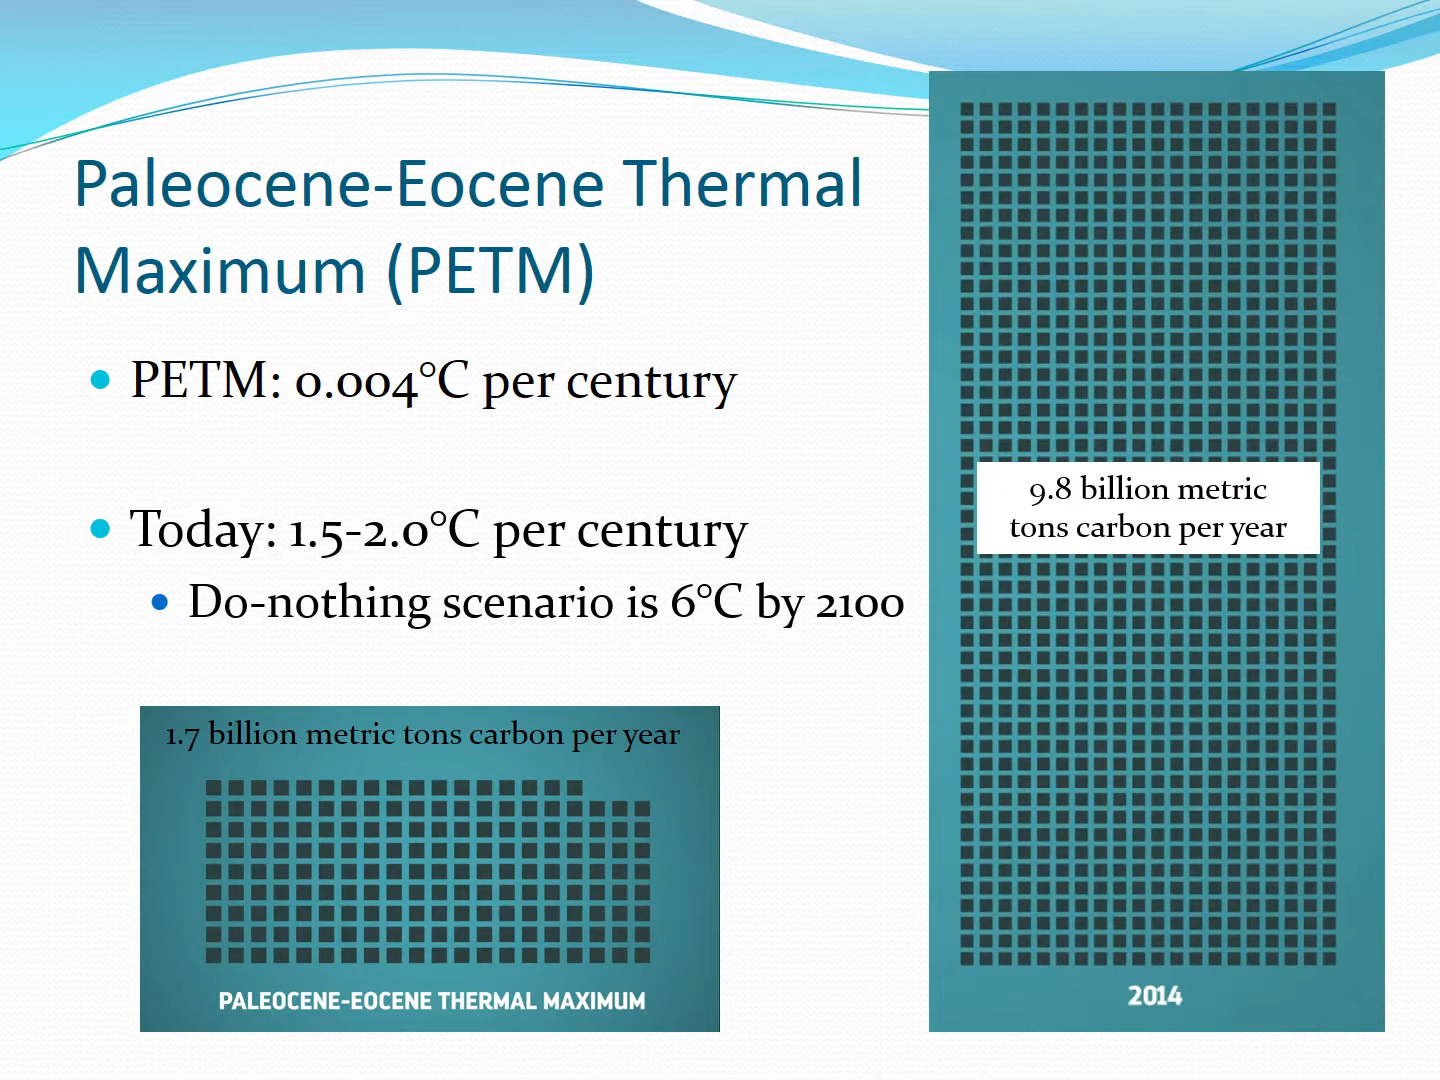 Paleocene-Eocene Thermal
Maximum (PETM)
PETM: 0.004°C per century
Today: 1.5-2.0°C per century
Do-nothing scenario is 6°C by 2100
1.7 billion metric tons carbon per year
PALEOCENE-EOCENE THERMAL MAXIMUM
9.8 billion metric
tons carbon per year
2014